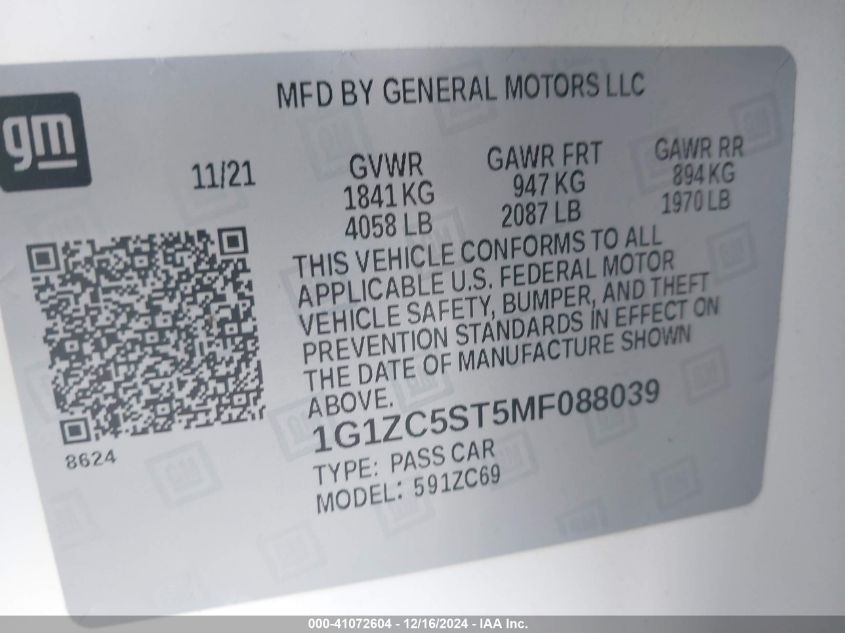 MFD BY GENERAL MOTORS LLC
gm
11/21
GVWR
1841 KG
4058 LB
GAWR FRT
947 KG
2087 LB
GAWR RR
894 KG
1970 LB
THIS VEHICLE CONFORMS TO ALL
APPLICABLE U.S. FEDERAL MOTOR
VEHICLE SAFETY, BUMPER, AND THEFT
PREVENTION STANDARDS IN EFFECT ON
THE DATE OF MANUFACTURE SHOWN
ABOVE.
1G1ZC5ST5MF088039
8624
TYPE: PASS CAR
MODEL: 591ZC69
000-41072604 - 12/16/2024 - IAA Inc.